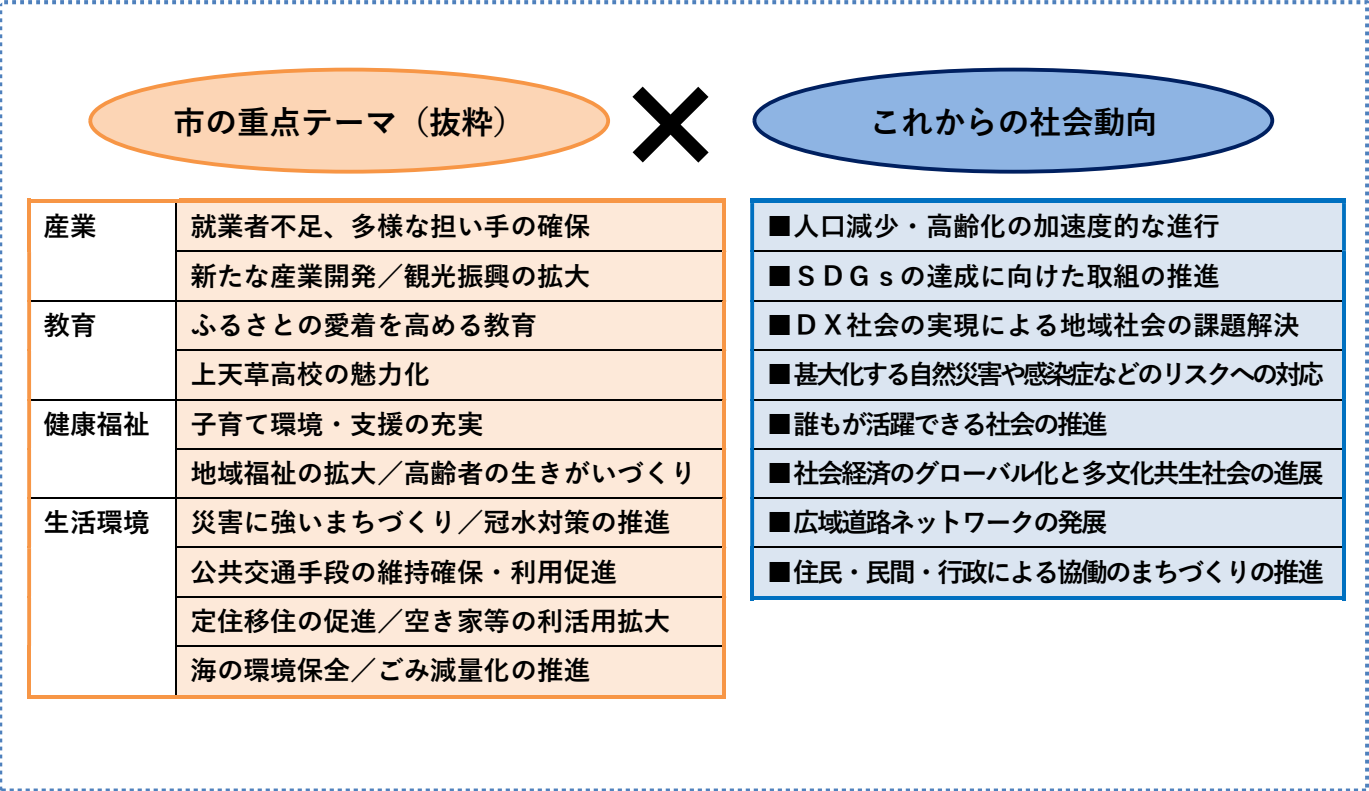 市の重点テーマ（抜粋）
×
これからの社会動向
産業
就業者不足、多様な担い手の確保
新たな産業開発／観光振興の拡大
教育
ふるさとの愛着を高める教育
上天草高校の魅力化
健康福祉
子育て環境・支援の充実
地域福祉の拡大／高齢者の生きがいづくり
生活環境
災害に強いまちづくり／冠水対策の推進
公共交通手段の維持確保・利用促進
定住移住の促進／空き家等の利活用拡大
海の環境保全／ごみ減量化の推進
■人口減少・高齢化の加速度的な進行
■ＳＤＧｓの達成に向けた取組の推進
■ＤＸ社会の実現による地域社会の課題解決
■甚大化する自然災害や感染症などのリスクへの対応
■誰もが活躍できる社会の推進
■社会経済のグローバル化と多文化共生社会の進展
■広域道路ネットワークの発展
■住民・民間・行政による協働のまちづくりの推進